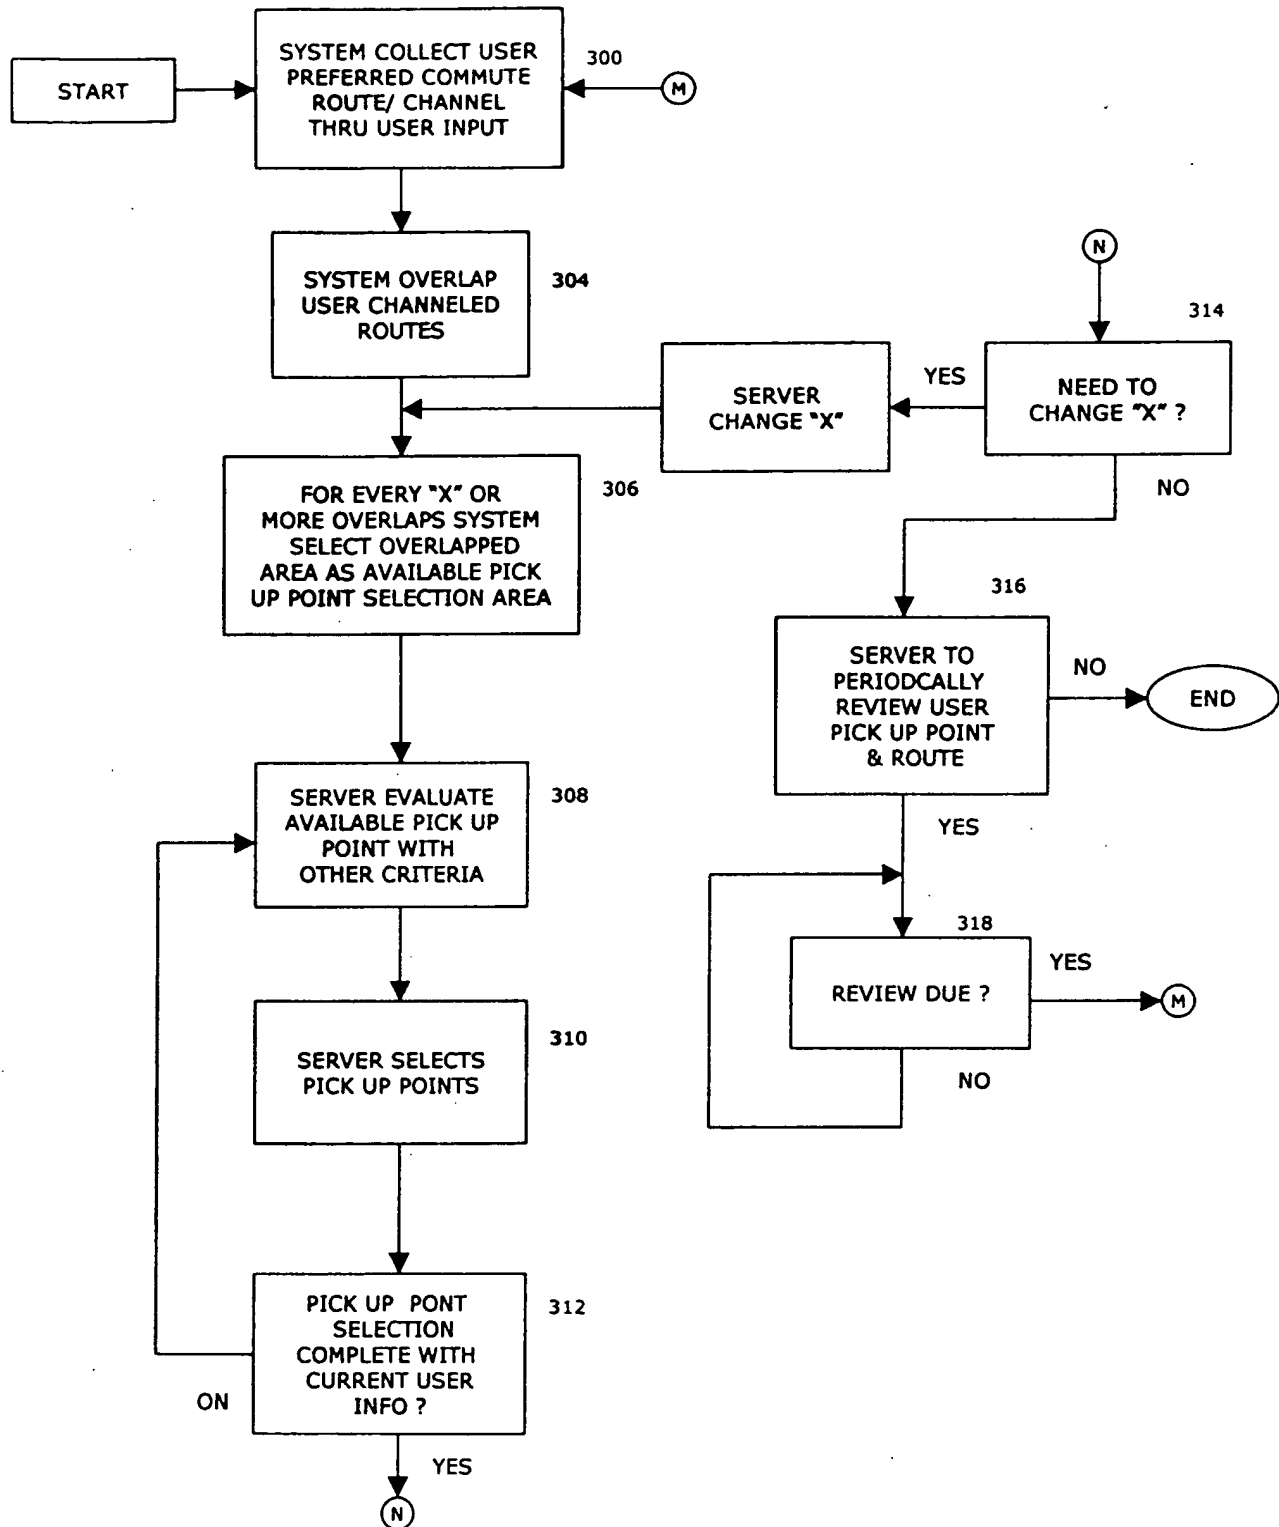 START
SYSTEM COLLECT USER
PREFERRED COMMUTE
ROUTE/ CHANNEL
THRU USER INPUT
300
M
SYSTEM OVERLAP
USER CHANNELED
ROUTES
304
FOR EVERY "X" OR
MORE OVERLAPS SYSTEM
SELECT OVERLAPPED
AREA AS AVAILABLE PICK
UP POINT SELECTION AREA
306
SERVER EVALUATE
AVAILABLE PICK UP
POINT WITH
OTHER CRITERIA
308
SERVER SELECTS
PICK UP POINTS
310
PICK UP PONT
SELECTION
COMPLETE WITH
CURRENT USER
INFO ?
312
ON
YES
N
N
314
NEED TO
CHANGE "X" ?
YES
SERVER
CHANGE "X"
NO
316
SERVER TO
PERIODCALLY
REVIEW USER
PICK UP POINT
& ROUTE
NO
END
YES
318
REVIEW DUE ?
YES
M
NO